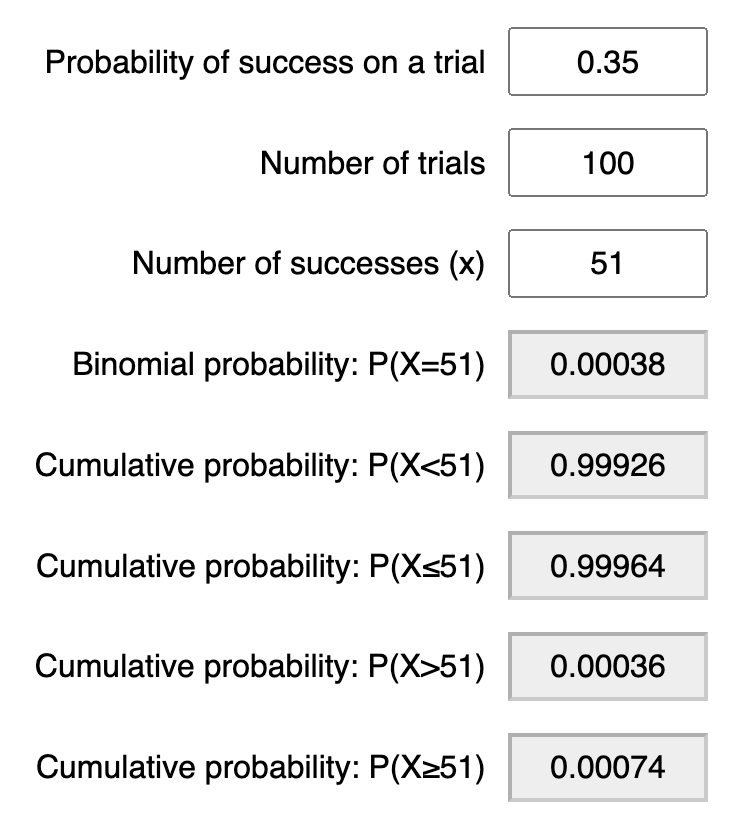 Probability of success on a trial 0.35
Number of trials 100
Number of successes (x) 51
Binomial probability: P(X=51) 0.00038
Cumulative probability: P(X<51) 0.99926
Cumulative probability: P(X≤51) 0.99964
Cumulative probability: P(X>51) 0.00036
Cumulative probability: P(X≥51) 0.00074